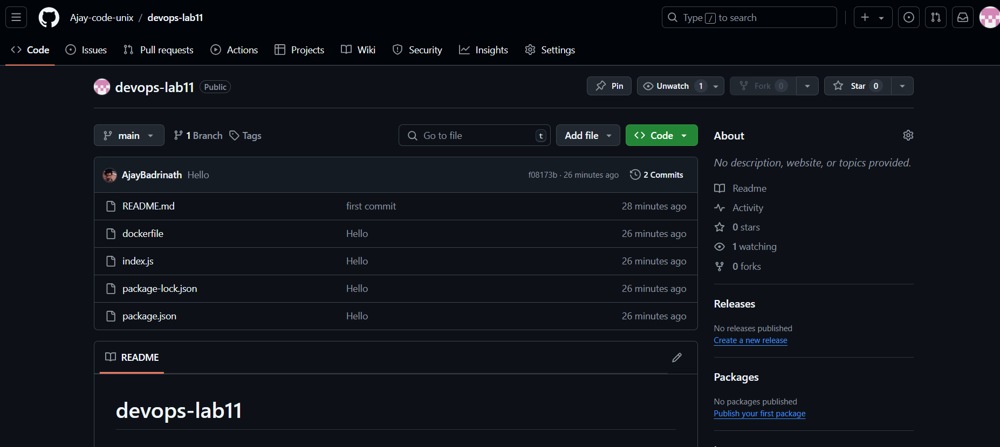 Ajay-code-unix / devops-lab11
Type / to search
Code Issues Pull requests Actions Projects Wiki Security Insights Settings
devops-lab11 Public
Pin Unwatch 1 Fork 0 Star 0
main 1 Branch Tags Go to file t Add file Code
AjayBadrinath Hello f08173b · 26 minutes ago 2 Commits
README.md first commit 28 minutes ago
dockerfile Hello 26 minutes ago
index.js Hello 26 minutes ago
package-lock.json Hello 26 minutes ago
package.json Hello 26 minutes ago
README
devops-lab11
About
No description, website, or topics provided.
Readme
Activity
0 stars
1 watching
0 forks
Releases
No releases published
Create a new release
Packages
No packages published
Publish your first package